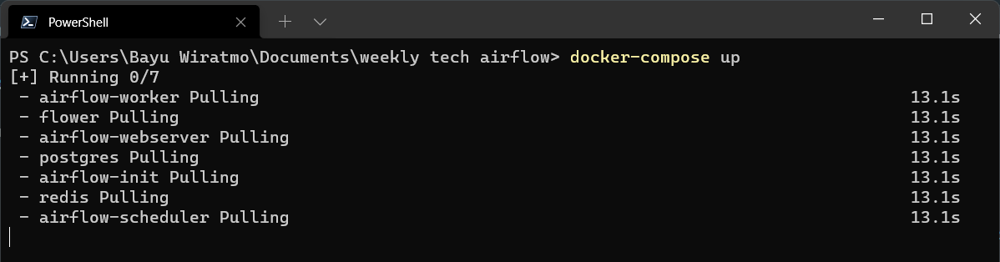 PowerShell
PS C:\Users\Bayu Wiratmo\Documents\weekly tech airflow> docker-compose up
[+] Running 0/7
- airflow-worker Pulling 13.1s
- flower Pulling 13.1s
- airflow-webserver Pulling 13.1s
- postgres Pulling 13.1s
- airflow-init Pulling 13.1s
- redis Pulling 13.1s
- airflow-scheduler Pulling 13.1s